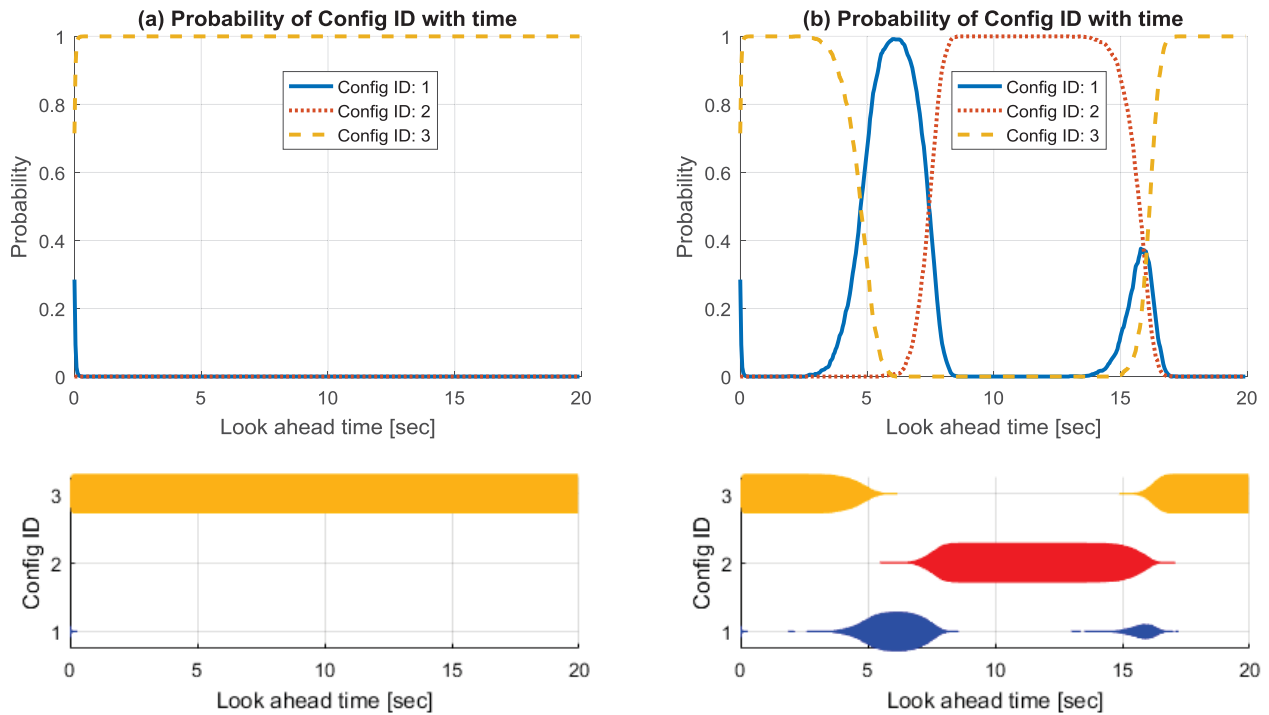 (a) Probability of Config ID with time
1
0.8
0.6
0.4
0.2
0
Probability
Config ID: 1
Config ID: 2
Config ID: 3
0 5 10 15 20
Look ahead time [sec]
(b) Probability of Config ID with time
1
0.8
0.6
0.4
0.2
0
Probability
Config ID: 1
Config ID: 2
Config ID: 3
0 5 10 15 20
Look ahead time [sec]
3
2
1
Config ID
0 5 10 15 20
Look ahead time [sec]
3
2
1
Config ID
0 5 10 15 20
Look ahead time [sec]